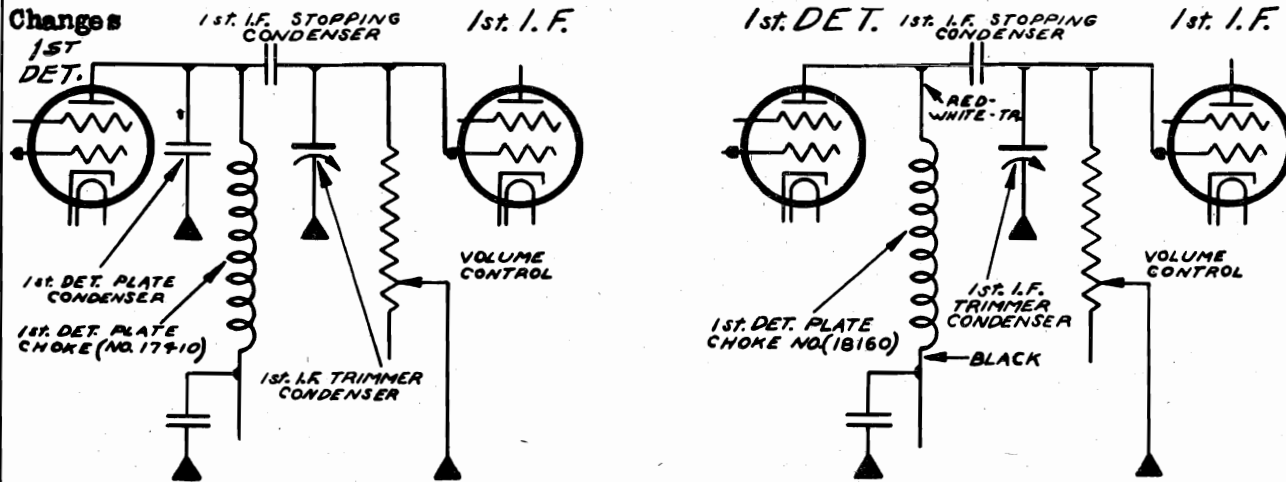 Changes
1ST
DET.
1st. I.F. STOPPING
CONDENSER
1st. I.F.
1st. DET. PLATE
CONDENSER
1st. DET. PLATE
CHOKE (NO. 17410)
1st. I.F. TRIMMER
CONDENSER
VOLUME
CONTROL
1st. DET.
1st. I.F. STOPPING
CONDENSER
1st. I.F.
RED-
WHITE-TR.
1st. DET. PLATE
CHOKE NO.(18160)
BLACK
1st. I.F.
TRIMMER
CONDENSER
VOLUME
CONTROL